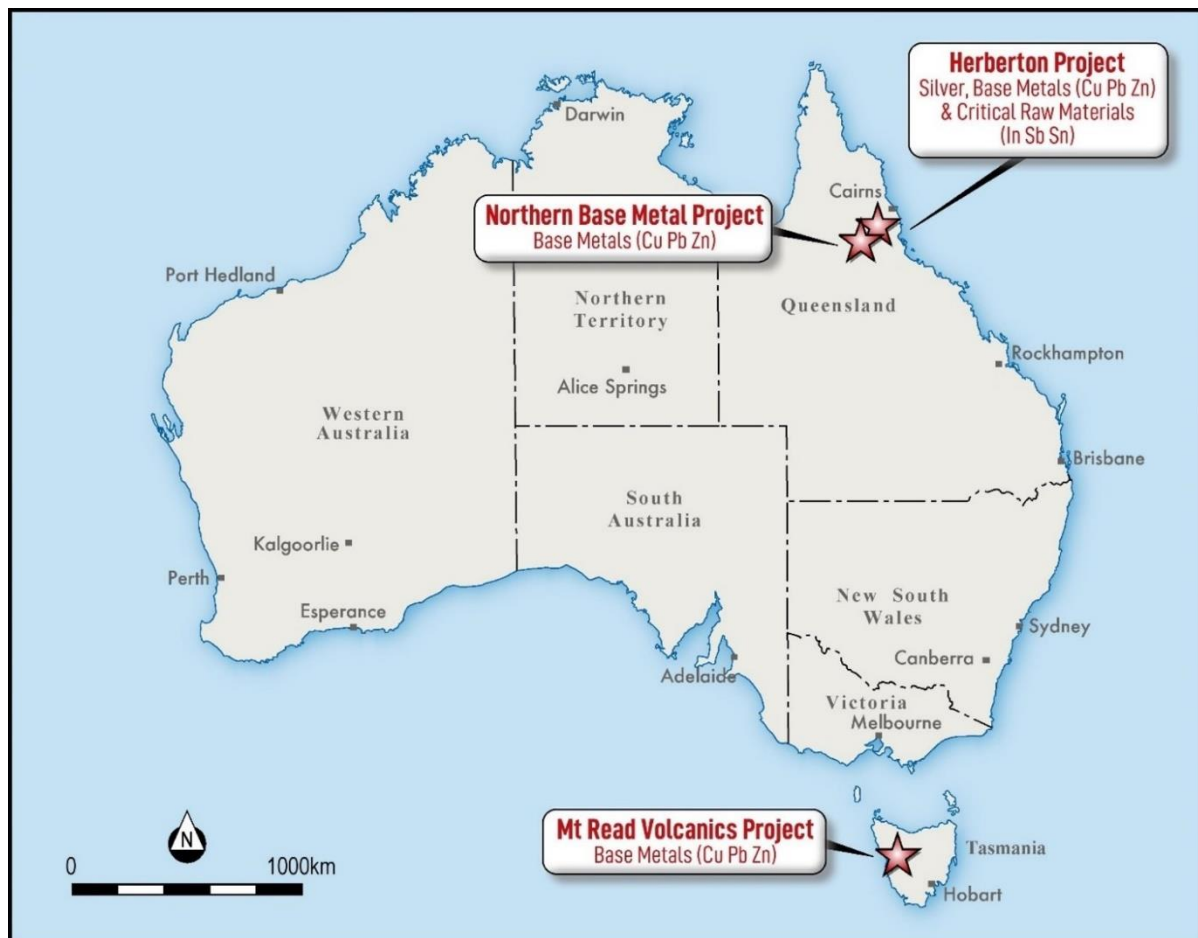 Herberton Project
Silver, Base Metals (Cu Pb Zn)
& Critical Raw Materials
(In Sb Sn)
Darwin
Cairns
Northern Base Metal Project
Base Metals (Cu Pb Zn)
Port Hedland
Northern
Territory
Queensland
Alice Springs
Rockhampton
Western
Australia
Brisbane
South
Australia
Kalgoorlie
Perth
Esperance
New South
Wales
Sydney
Canberra
Adelaide
Victoria
Melbourne
Mt Read Volcanics Project
Base Metals (Cu Pb Zn)
Tasmania
Hobart
N
0 1000km